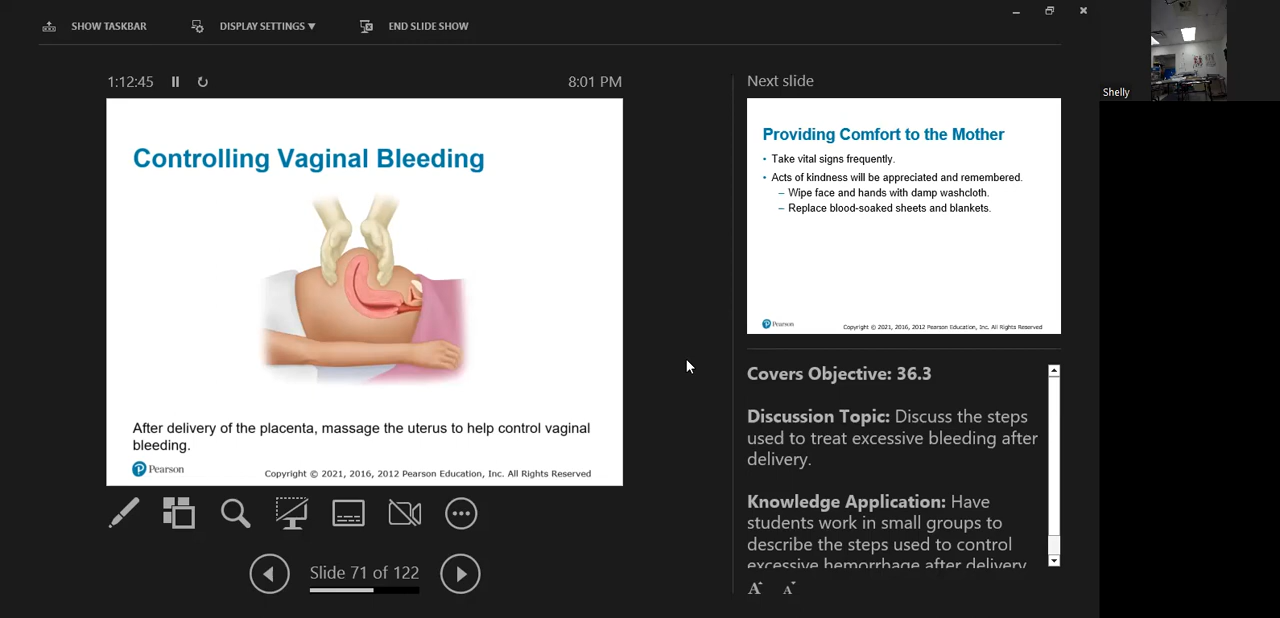 SHOW TASKBAR
DISPLAY SETTINGS ▼
END SLIDE SHOW
1:12:45
8:01 PM
Controlling Vaginal Bleeding
After delivery of the placenta, massage the uterus to help control vaginal
bleeding.
Pearson
Copyright © 2021, 2016, 2012 Pearson Education, Inc. All Rights Reserved
Slide 71 of 122
Next slide
Providing Comfort to the Mother
• Take vital signs frequently.
• Acts of kindness will be appreciated and remembered.
– Wipe face and hands with damp washcloth.
– Replace blood-soaked sheets and blankets.
Pearson
Copyright © 2021, 2016, 2012 Pearson Education, Inc. All Rights Reserved
Covers Objective: 36.3
Discussion Topic: Discuss the steps
used to treat excessive bleeding after
delivery.
Knowledge Application: Have
students work in small groups to
describe the steps used to control
excessive hemorrhage after delivery
A A
Shelly